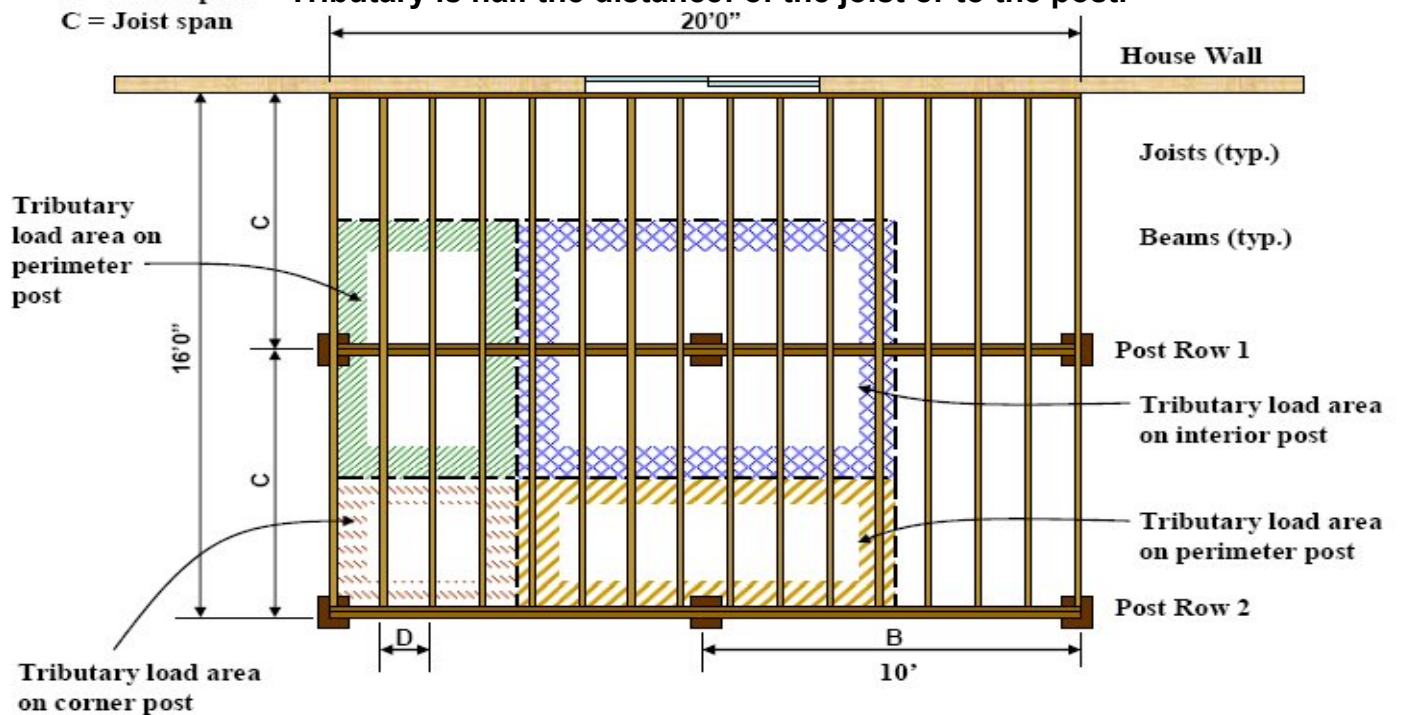 Tributary is half the distance. of the joist or to the post.
C = Joist span
20'0”
House Wall
Joists (typ.)
Tributary
load area on
perimeter
post
C
Beams (typ.)
16'0”
Post Row 1
Tributary load area
on interior post
C
Tributary load area
on perimeter post
Post Row 2
D
B
10’
Tributary load area
on corner post